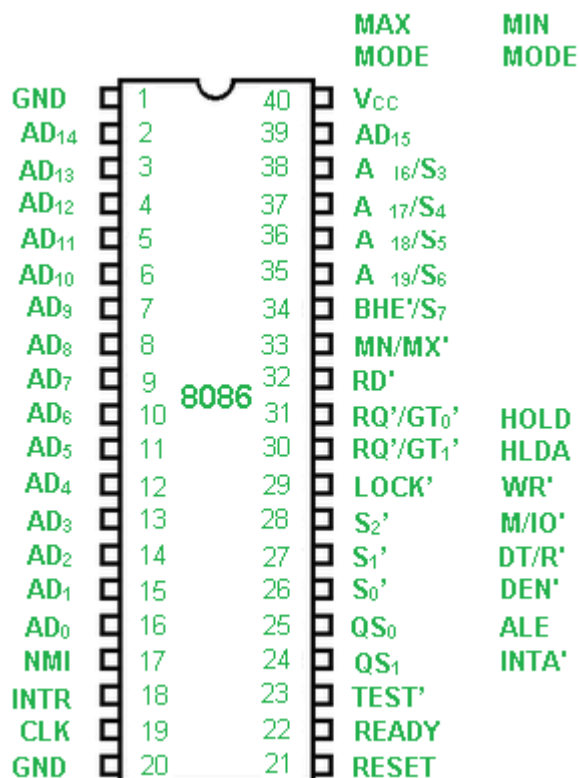 MAX MIN
MODE MODE
GND 1 40 Vcc
AD14 2 39 AD15
AD13 3 38 A 16/S3
AD12 4 37 A 17/S4
AD11 5 36 A 18/S5
AD10 6 35 A 19/S6
AD9 7 34 BHE'/S7
AD8 8 33 MN/MX'
AD7 9 32 RD'
8086
AD6 10 31 RQ'/GT0' HOLD
AD5 11 30 RQ'/GT1' HLDA
AD4 12 29 LOCK' WR'
AD3 13 28 S2' M/IO'
AD2 14 27 S1' DT/R'
AD1 15 26 S0' DEN'
AD0 16 25 QS0 ALE
NMI 17 24 QS1 INTA'
INTR 18 23 TEST'
CLK 19 22 READY
GND 20 21 RESET